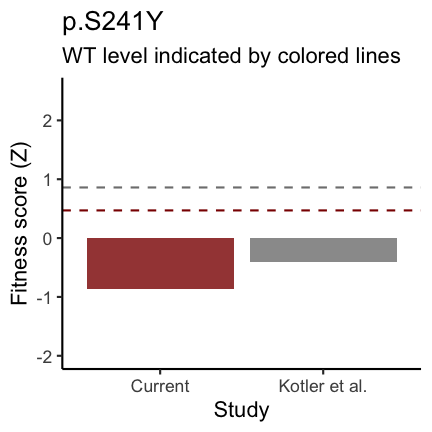 p.S241Y
WT level indicated by colored lines
Fitness score (Z)
2
1
0
-1
-2
Current
Kotler et al.
Study